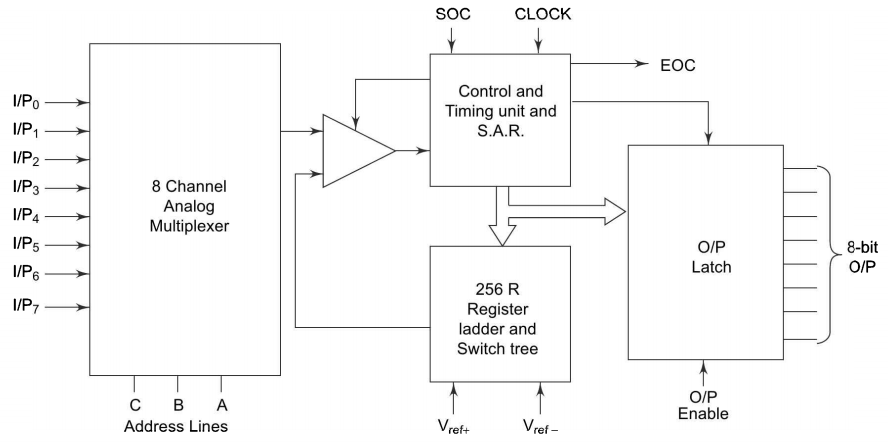 SOC
CLOCK
EOC
Control and
Timing unit and
S.A.R.
I/P0
I/P1
I/P2
I/P3
I/P4
I/P5
I/P6
I/P7
8 Channel
Analog
Multiplexer
O/P
Latch
8-bit
O/P
256 R
Register
ladder and
Switch tree
C B A
Address Lines
Vref+
Vref −
O/P
Enable